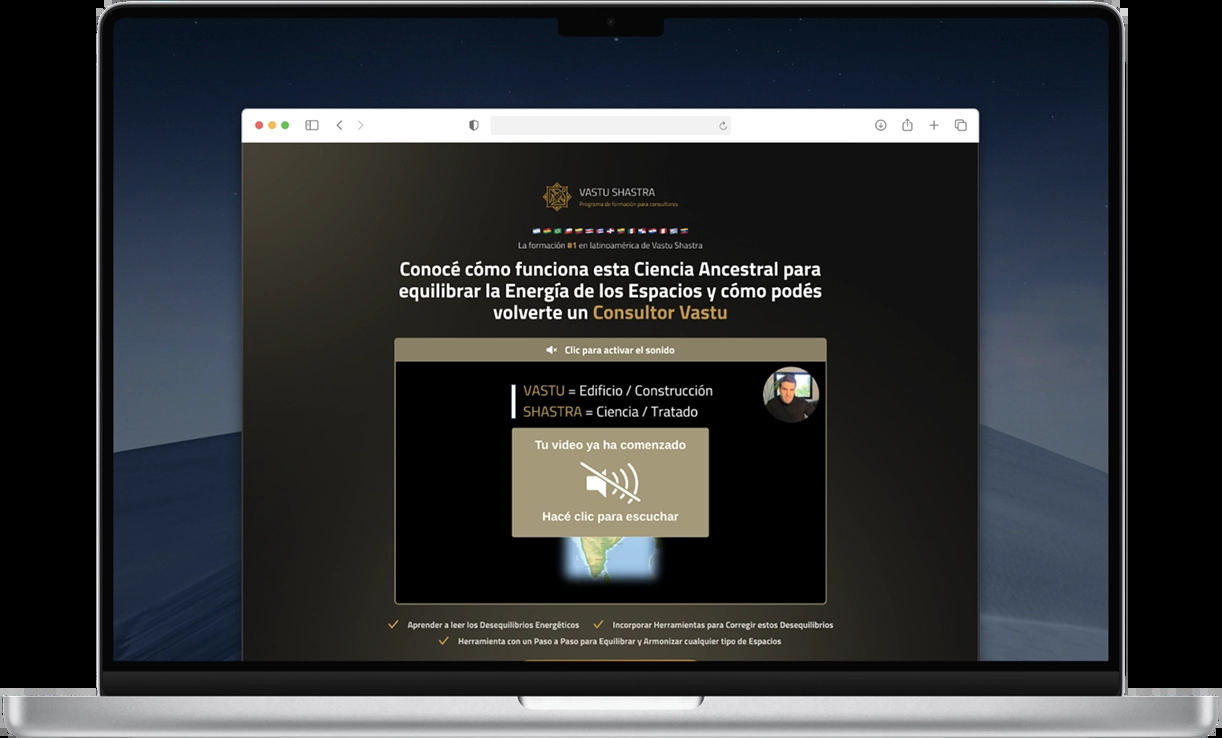 VASTU SHASTRA
Programa de formación para consultores
La formación #1 en latinoamérica de Vastu Shastra
Conocé cómo funciona esta Ciencia Ancestral para
equilibrar la Energía de los Espacios y cómo podés
volverte un Consultor Vastu
Clic para activar el sonido
VASTU = Edificio / Construcción
SHASTRA = Ciencia / Tratado
Tu video ya ha comenzado
Hacé clic para escuchar
Aprender a leer los Desequilibrios Energéticos
Incorporar Herramientas para Corregir estos Desequilibrios
Herramienta con un Paso a Paso para Equilibrar y Armonizar cualquier tipo de Espacios